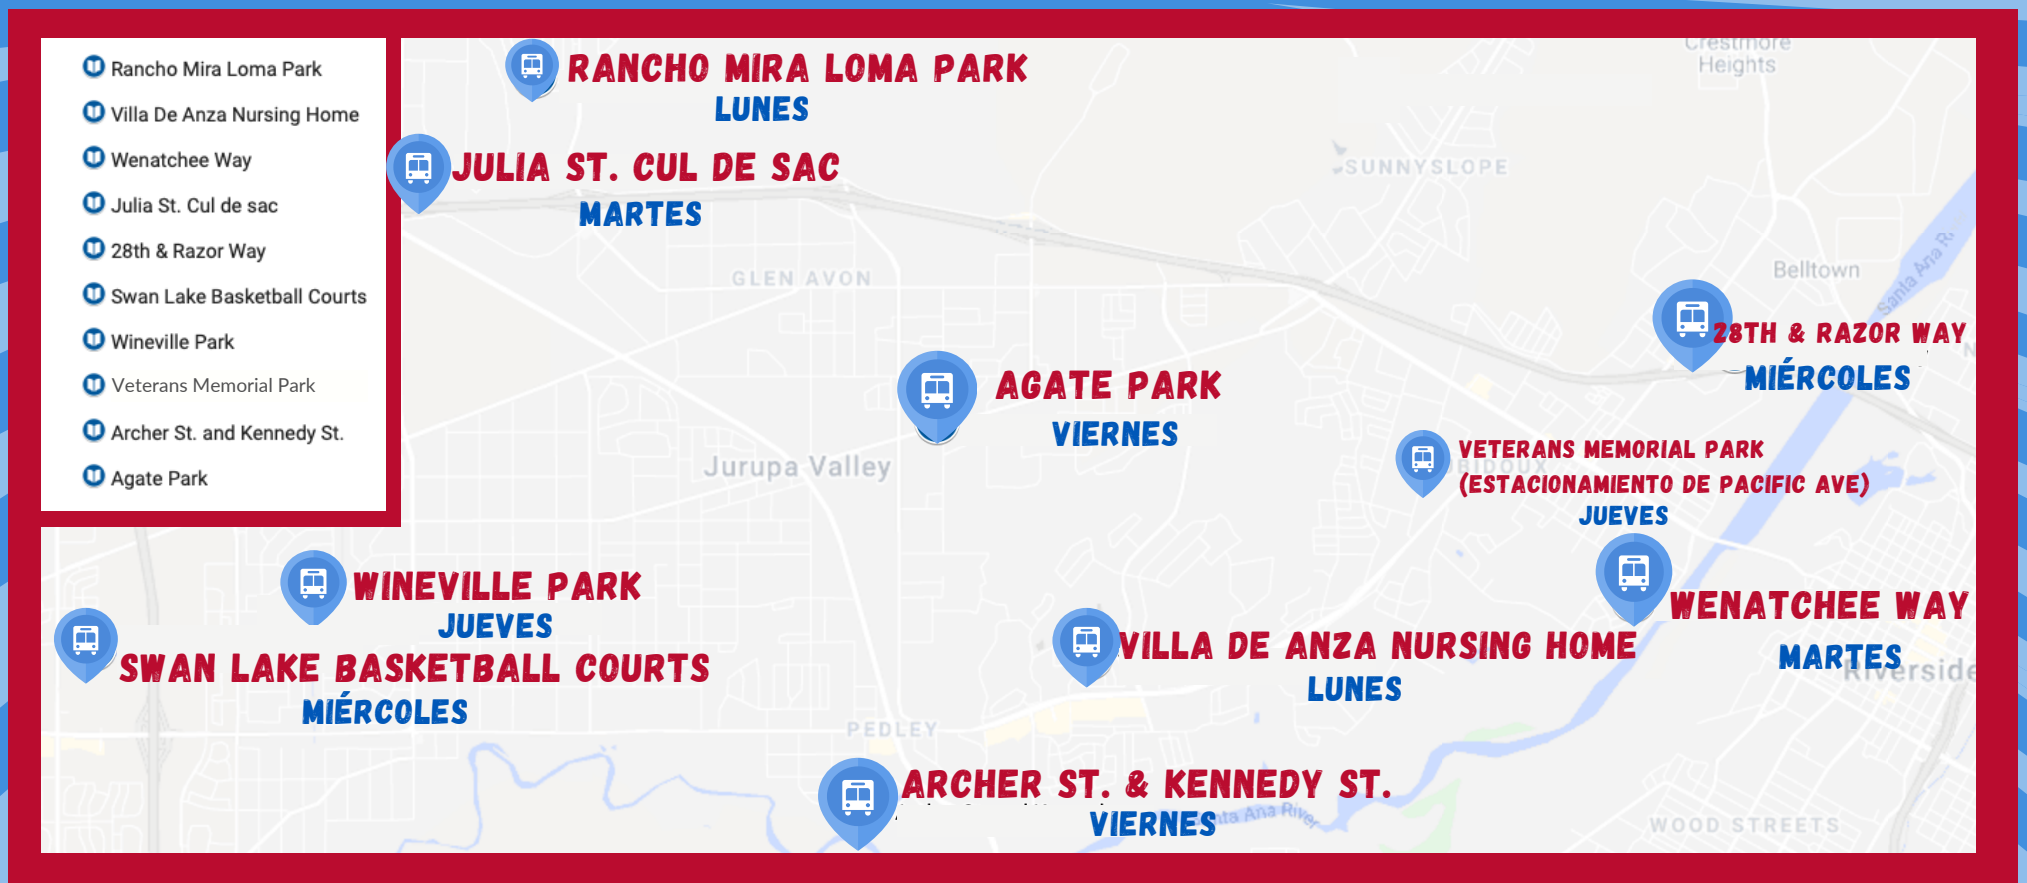 Rancho Mira Loma Park
Villa De Anza Nursing Home
Wenatchee Way
Julia St. Cul de sac
28th & Razor Way
Swan Lake Basketball Courts
Wineville Park
Veterans Memorial Park
Archer St. and Kennedy St.
Agate Park
RANCHO MIRA LOMA PARK
LUNES
Crestmore
Heights
JULIA ST. CUL DE SAC
MARTES
SUNNYSLOPE
GLEN AVON
Belltown
Santa Ana R.
28TH & RAZOR WAY
MIÉRCOLES
AGATE PARK
VIERNES
Jurupa Valley
VETERANS MEMORIAL PARK
(ESTACIONAMIENTO DE PACIFIC AVE)
JUEVES
WINEVILLE PARK
JUEVES
WENATCHEE WAY
MARTES
Riverside
SWAN LAKE BASKETBALL COURTS
MIÉRCOLES
VILLA DE ANZA NURSING HOME
LUNES
PEDLEY
ARCHER ST. & KENNEDY ST.
VIERNES
Ana River
WOOD STREETS